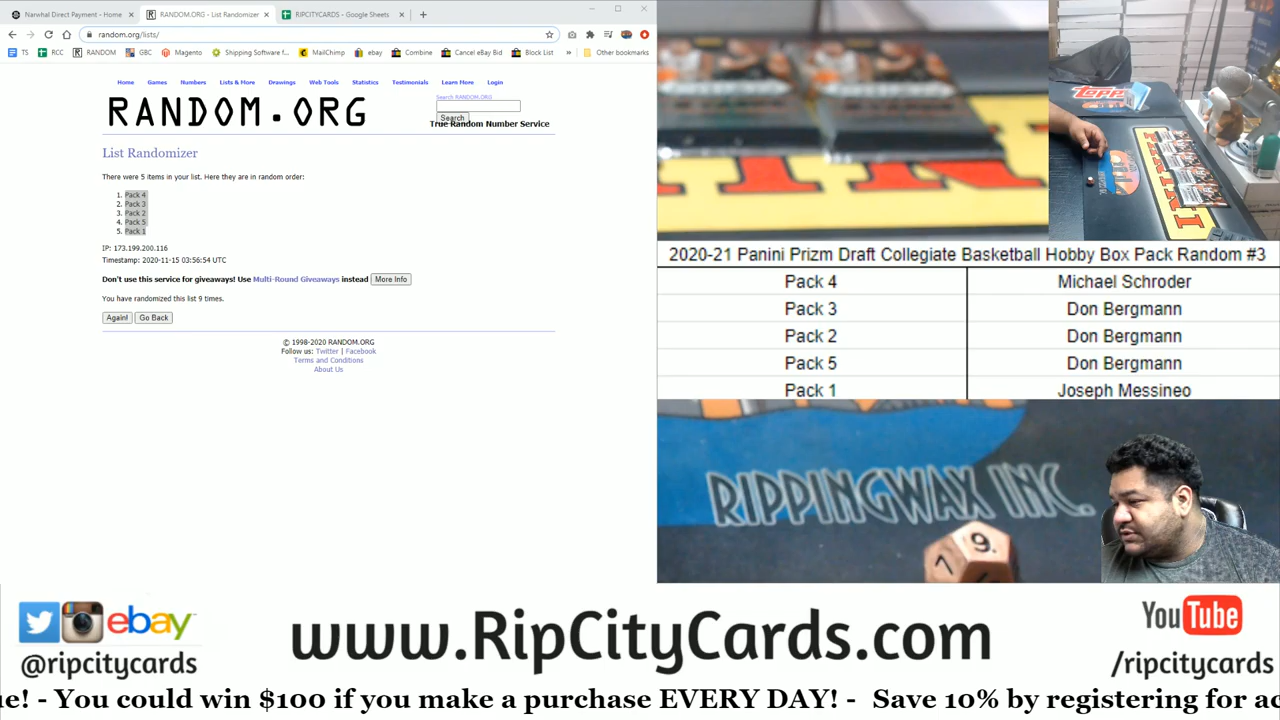 Narwhal Direct Payment - Home
RANDOM.ORG - List Randomizer
RIPCITYCARDS - Google Sheets
random.org/lists/
TS RCC RANDOM GBC Magento Shipping Software f... MailChimp ebay Combine Cancel eBay Bid Block List » Other bookmarks
Home Games Numbers Lists & More Drawings Web Tools Statistics Testimonials Learn More Login
Search RANDOM.ORG
Search
RANDOM.ORG
True Random Number Service
List Randomizer
There were 5 items in your list. Here they are in random order:
1. Pack 4
2. Pack 3
3. Pack 2
4. Pack 5
5. Pack 1
IP: 173.199.200.116
Timestamp: 2020-11-15 03:56:54 UTC
Don't use this service for giveaways! Use Multi-Round Giveaways instead More Info
You have randomized this list 9 times.
Again! Go Back
© 1998-2020 RANDOM.ORG
Follow us: Twitter | Facebook
Terms and Conditions
About Us
topps
2020-21 Panini Prizm Draft Collegiate Basketball Hobby Box Pack Random #3
Pack 4 Michael Schroder
Pack 3 Don Bergmann
Pack 2 Don Bergmann
Pack 5 Don Bergmann
Pack 1 Joseph Messineo
RIPPINGWAX INC.
9.
7
ebay
@ripcitycards
www.RipCityCards.com
YouTube
/ripcitycards
ue! - You could win $100 if you make a purchase EVERY DAY! - Save 10% by registering for ac